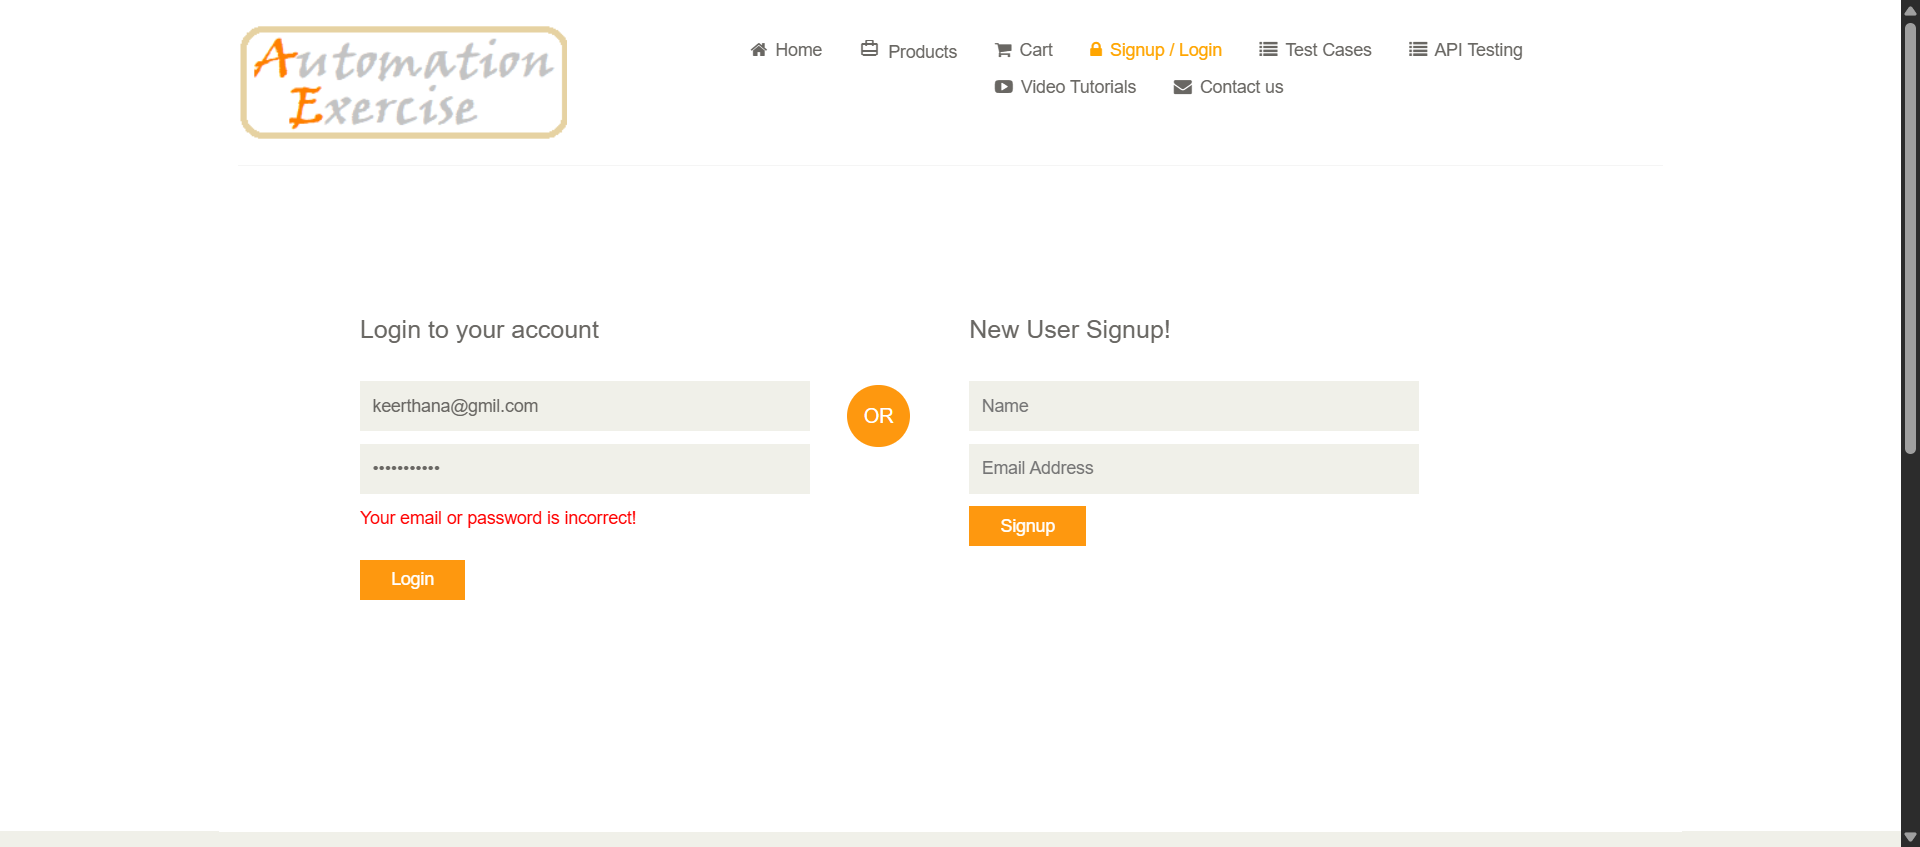 Automation
Exercise
Home Products Cart Signup / Login Test Cases API Testing
Video Tutorials Contact us
Login to your account
keerthana@gmil.com
•••••••••••
Your email or password is incorrect!
Login
OR
New User Signup!
Name
Email Address
Signup